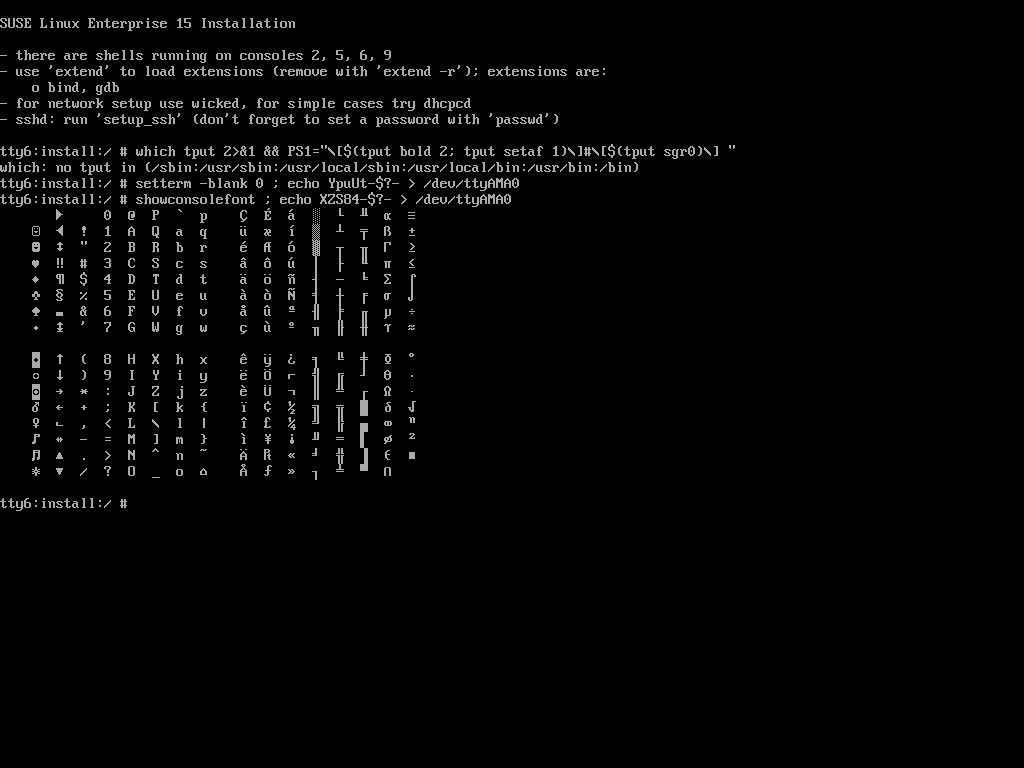 SUSE Linux Enterprise 15 Installation
- there are shells running on consoles 2, 5, 6, 9
- use 'extend' to load extensions (remove with 'extend -r'); extensions are:
o bind, gdb
- for network setup use wicked, for simple cases try dhcpcd
- sshd: run 'setup_ssh' (don't forget to set a password with 'passwd')
tty6:install:/ # which tput 2>&1 && PS1="\[$(tput bold 2; tput setaf 1)\]#\[$(tput sgr0)\] "
which: no tput in (/sbin:/usr/sbin:/usr/local/sbin:/usr/local/bin:/usr/bin:/bin)
tty6:install:/ # setterm -blank 0 ; echo YpuUt-$?- > /dev/ttyAMA0
tty6:install:/ # showconsolefont ; echo XZS84-$?- > /dev/ttyAMA0
► 0 @ P ` p Ç É á ░ └ ╨ α ≡
☺ ◄ ! 1 A Q a q ü æ í ▒ ┴ ╤ ß ±
☻ ↕ " 2 B R b r é ó ▓ ┬ ╥ Γ ≥
♥ ‼ # 3 C S c s â ô ú │ ├ ╙ π ≤
♦ ¶ $ 4 D T d t ä ö ñ ┤ ─ ╘ Σ ⌠
♣ § % 5 E U e u à ò Ñ ╡ ┼ ╒ σ ⌡
♠ ▬ & 6 F V f v å û ª ╢ ╞ ╓ µ ÷
• ↨ ' 7 G W g w ç ù º ╖ ╟ ╫ τ ≈
◘ ↑ ( 8 H X h x ê ÿ ¿ ╕ ╚ ╪ °
○ ↓ ) 9 I Y i y ë Ö ⌐ ╣ ╔ ┘ θ ∙
◙ → * : J Z j z è Ü ¬ ║ ╩ ┌ Ω ·
♂ ← + ; K [ k { ï ¢ ½ ╗ ╦ █ δ √
♀ ∟ , < L \ l | î £ ¼ ╝ ╠ ▀ ∞ ⁿ
♪ ↔ - = M ] m } ì ¥ ¡ ╜ ═ ▌ ø ²
♫ ▲ . > N ^ n ~ Ä « ╛ ╬ ▐ ∈ ■
☼ ▼ / ? O _ o ⌂ Å ƒ » ┐ ╧ ▀ ∩
tty6:install:/ #